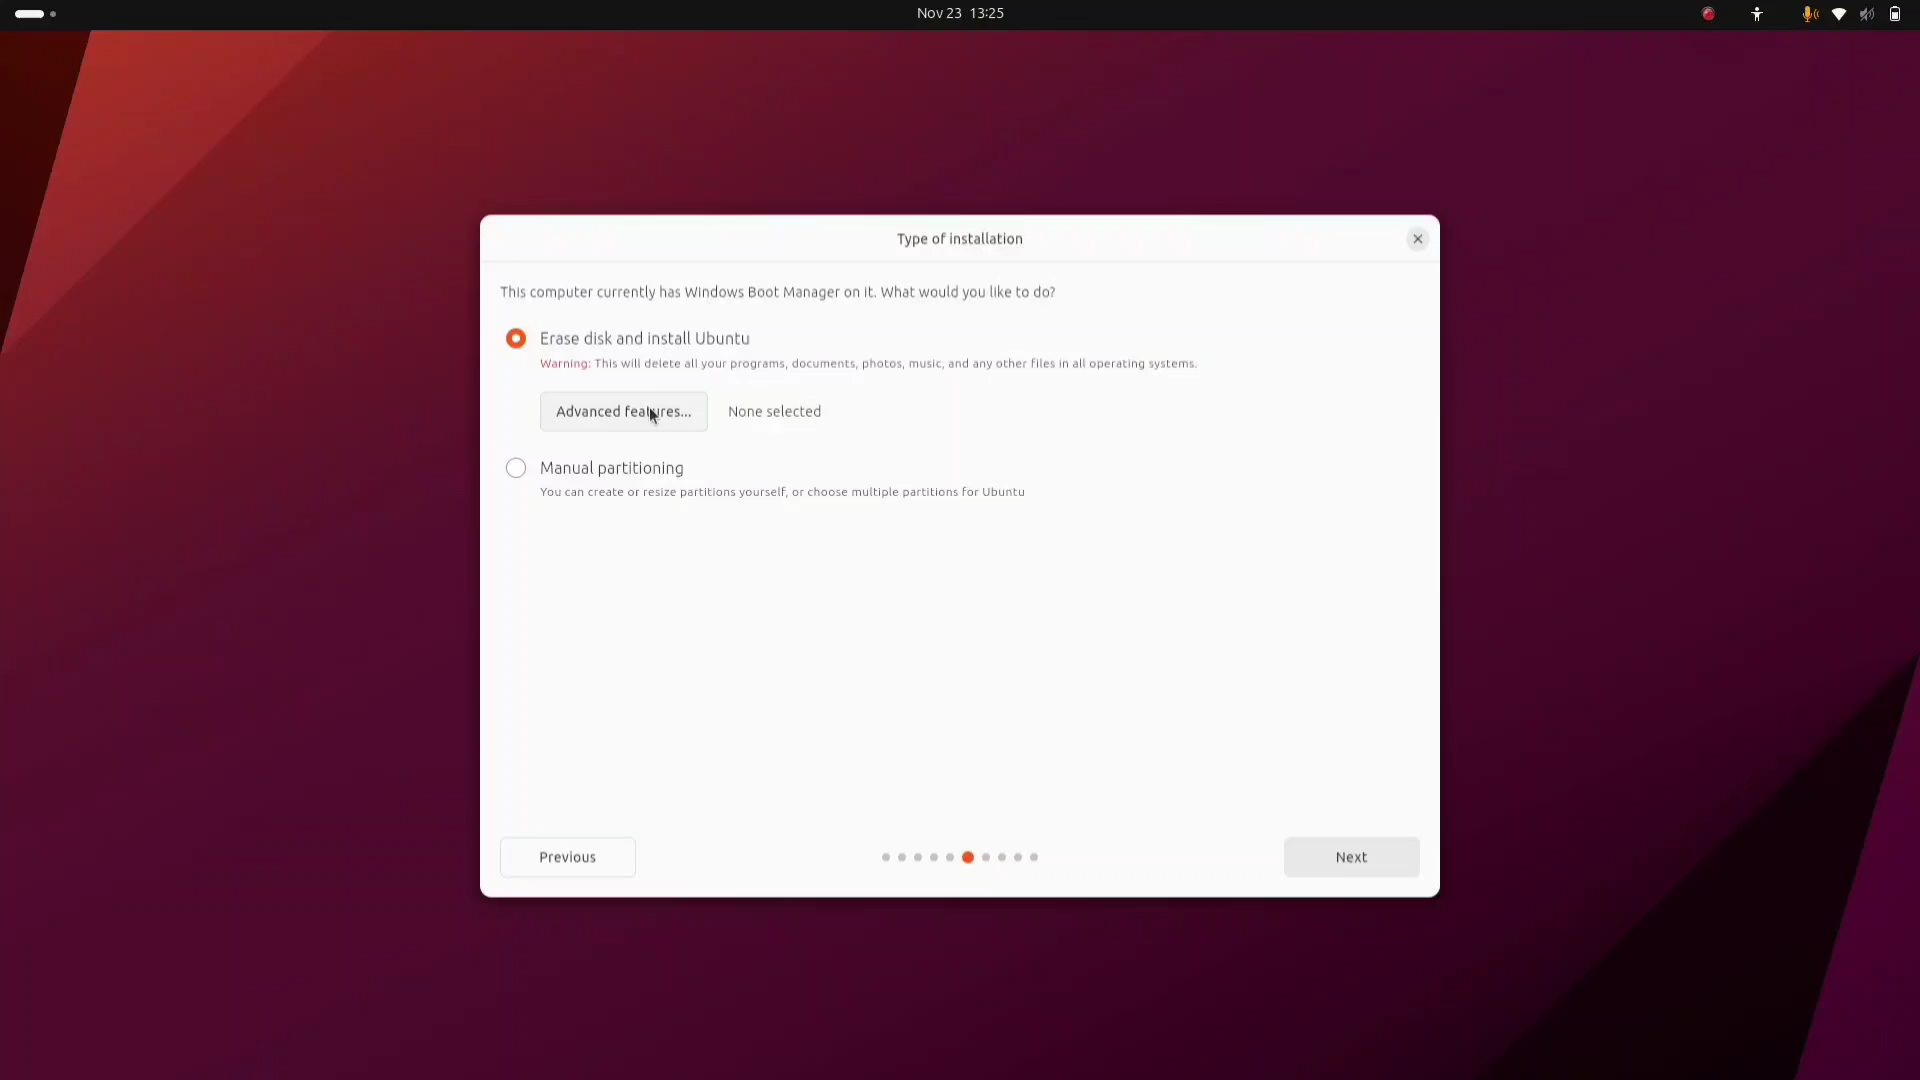 Nov 23 13:25
Type of installation
This computer currently has Windows Boot Manager on it. What would you like to do?
Erase disk and install Ubuntu
Warning: This will delete all your programs, documents, photos, music, and any other files in all operating systems.
Advanced features... None selected
Manual partitioning
You can create or resize partitions yourself, or choose multiple partitions for Ubuntu
Previous Next